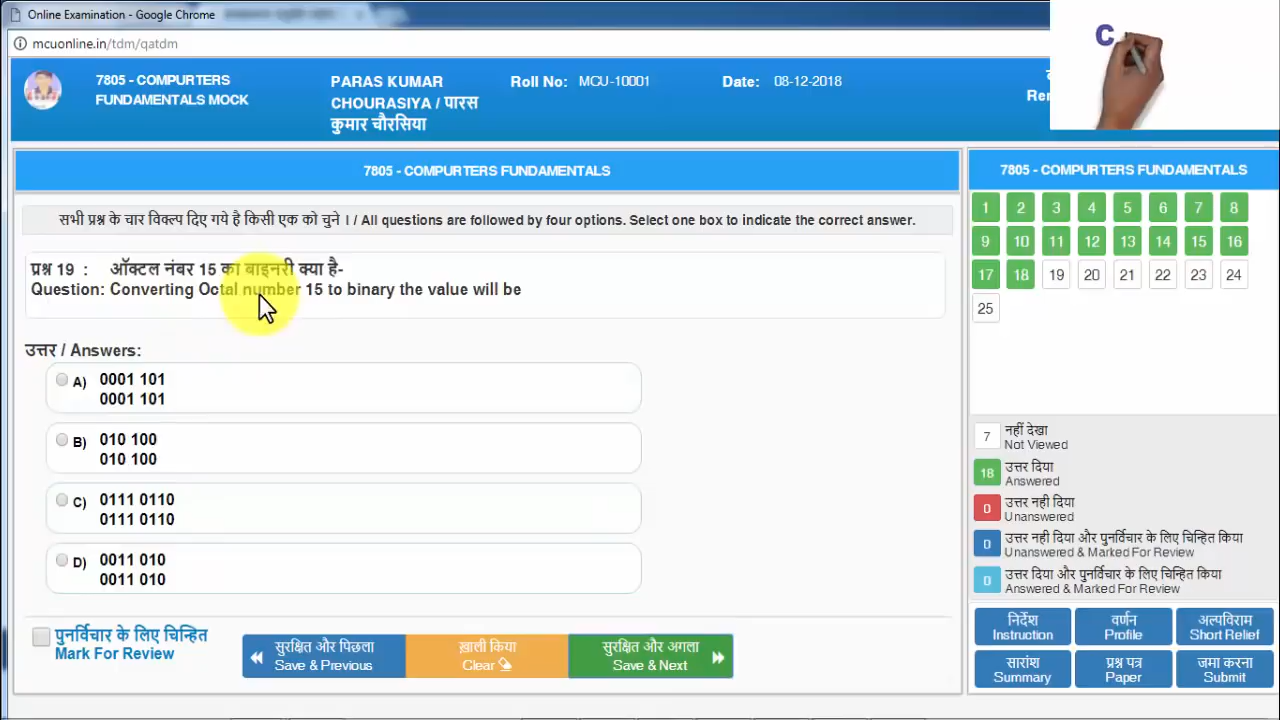 Online Examination - Google Chrome
mcuonline.in/tdm/qatdm
C
7805 - COMPURTERS
FUNDAMENTALS MOCK
PARAS KUMAR
CHOURASIYA / पारस
कुमार चौरसिया
Roll No: MCU-10001
Date: 08-12-2018
7805 - COMPURTERS FUNDAMENTALS
सभी प्रश्न के चार विकल्प दिए गये है किसी एक को चुने । / All questions are followed by four options. Select one box to indicate the correct answer.
प्रश्न 19 : ऑक्टल नंबर 15 का बाइनरी क्या है-
Question: Converting Octal number 15 to binary the value will be
उत्तर / Answers:
A) 0001 101
0001 101
B) 010 100
010 100
C) 0111 0110
0111 0110
D) 0011 010
0011 010
पुनर्विचार के लिए चिन्हित
Mark For Review
सुरक्षित और पिछला
Save & Previous
ख़ाली किया
Clear
सुरक्षित और अगला
Save & Next
7805 - COMPURTERS FUNDAMENTALS
1 2 3 4 5 6 7 8
9 10 11 12 13 14 15 16
17 18 19 20 21 22 23 24
25
7 नहीं देखा
Not Viewed
18 उत्तर दिया
Answered
0 उत्तर नही दिया
Unanswered
0 उत्तर नही दिया और पुनर्विचार के लिए चिन्हित किया
Unanswered & Marked For Review
0 उत्तर दिया और पुनर्विचार के लिए चिन्हित किया
Answered & Marked For Review
निर्देश
Instruction
वर्णन
Profile
अल्पविराम
Short Relief
सारांश
Summary
प्रश्न पत्र
Paper
जमा करना
Submit